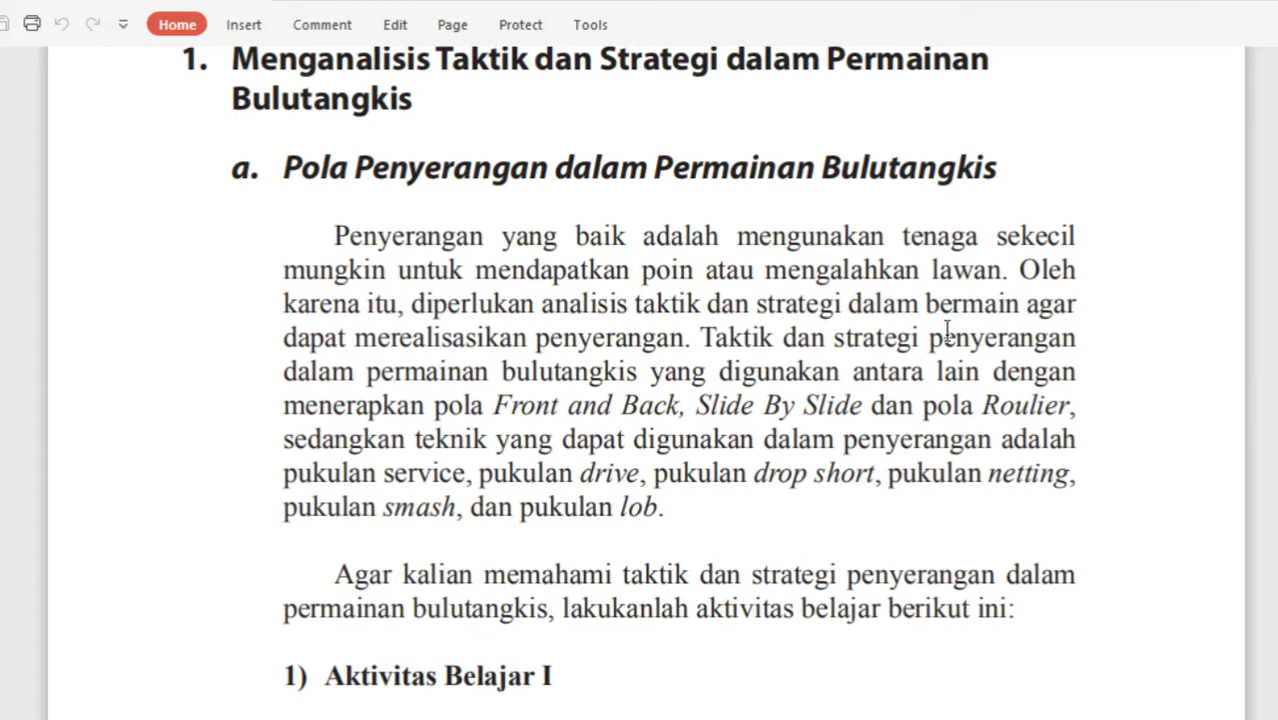 Home Insert Comment Edit Page Protect Tools
1. Menganalisis Taktik dan Strategi dalam Permainan
Bulutangkis
a. Pola Penyerangan dalam Permainan Bulutangkis
Penyerangan yang baik adalah mengunakan tenaga sekecil
mungkin untuk mendapatkan poin atau mengalahkan lawan. Oleh
karena itu, diperlukan analisis taktik dan strategi dalam bermain agar
dapat merealisasikan penyerangan. Taktik dan strategi penyerangan
dalam permainan bulutangkis yang digunakan antara lain dengan
menerapkan pola Front and Back, Slide By Slide dan pola Roulier,
sedangkan teknik yang dapat digunakan dalam penyerangan adalah
pukulan service, pukulan drive, pukulan drop short, pukulan netting,
pukulan smash, dan pukulan lob.
Agar kalian memahami taktik dan strategi penyerangan dalam
permainan bulutangkis, lakukanlah aktivitas belajar berikut ini:
1) Aktivitas Belajar I